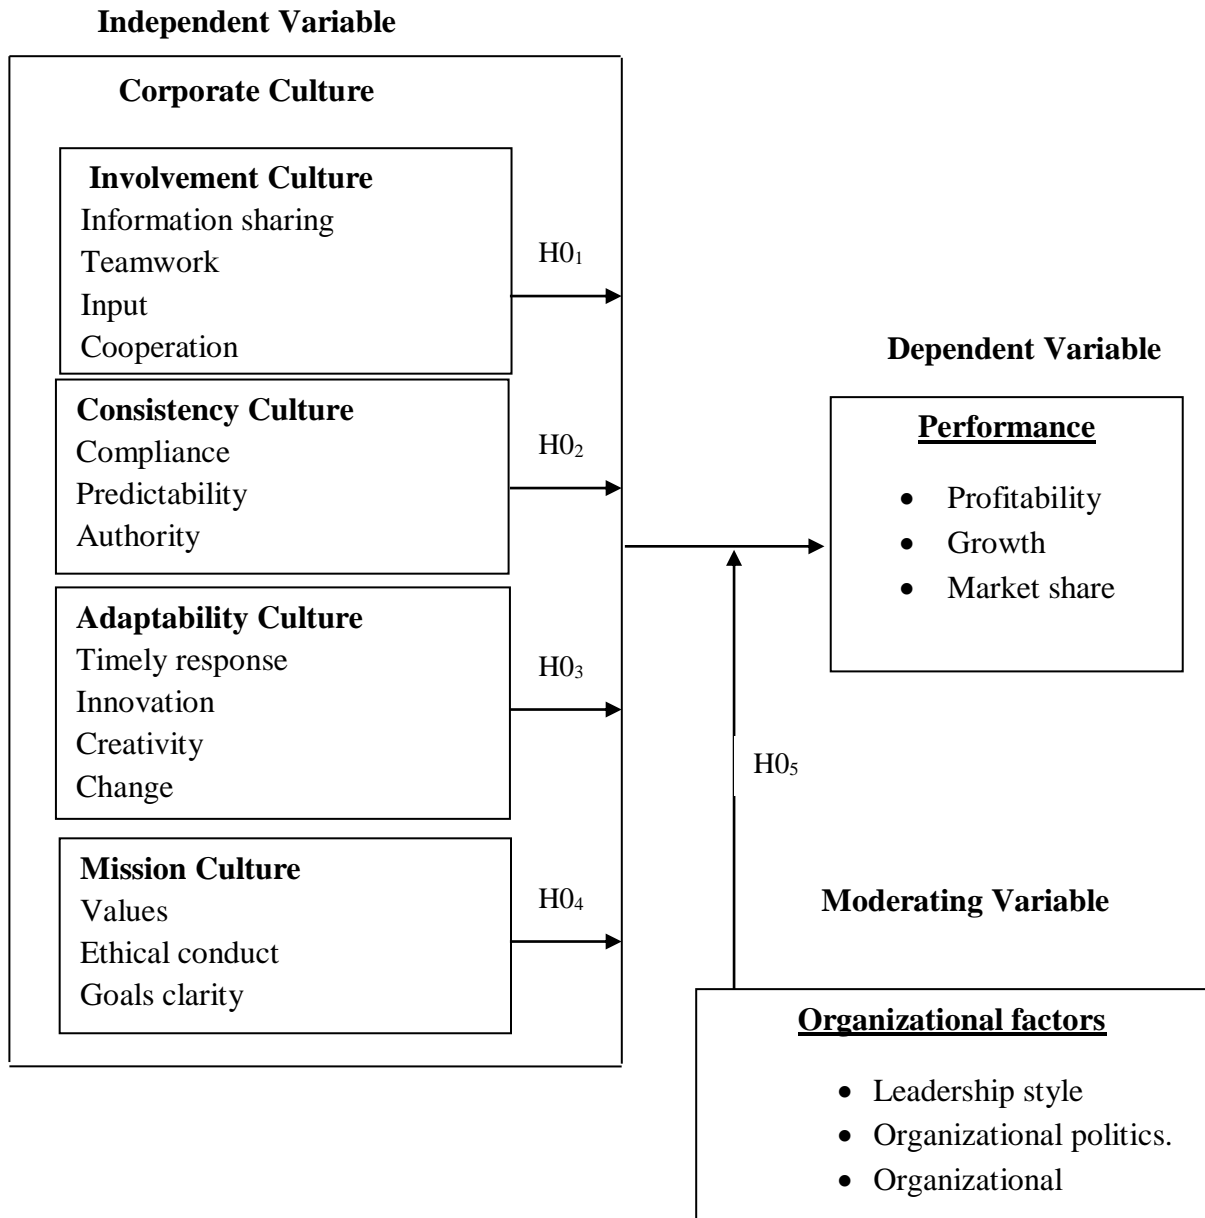 Independent Variable
Corporate Culture
Involvement Culture
Information sharing
Teamwork
Input
Cooperation
H0₁
Consistency Culture
Compliance
Predictability
Authority
H0₂
Adaptability Culture
Timely response
Innovation
Creativity
Change
H0₃
Mission Culture
Values
Ethical conduct
Goals clarity
H0₄
Dependent Variable
Performance
• Profitability
• Growth
• Market share
H0₅
Moderating Variable
Organizational factors
• Leadership style
• Organizational politics.
• Organizational